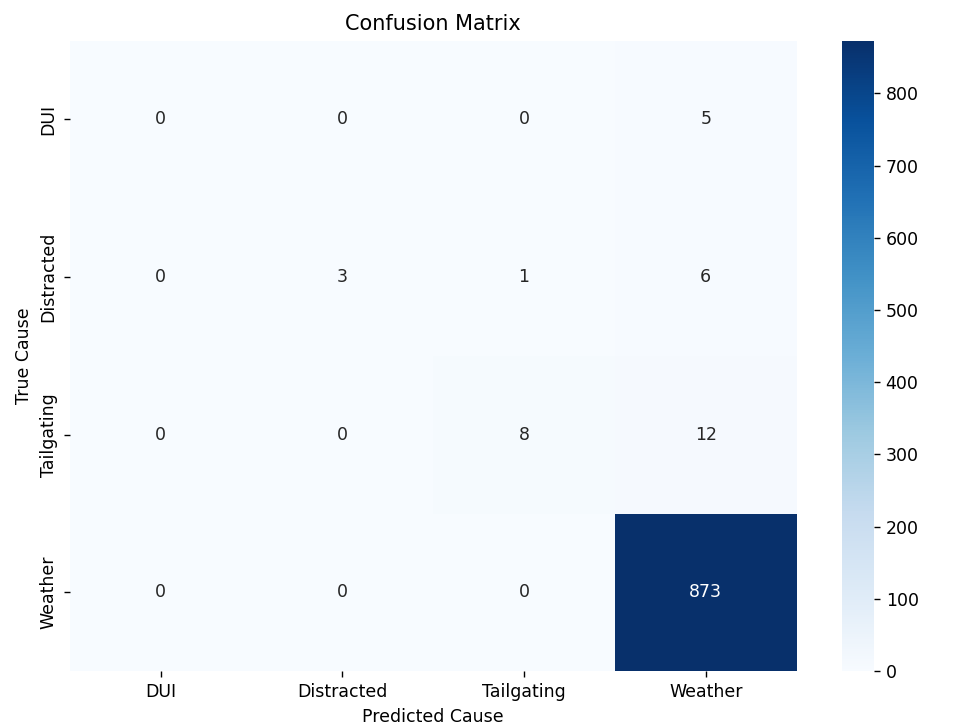 Confusion Matrix
True Cause
DUI
0 0 0 5
Distracted
0 3 1 6
Tailgating
0 0 8 12
Weather
0 0 0 873
DUI Distracted Tailgating Weather
Predicted Cause
800
700
600
500
400
300
200
100
0